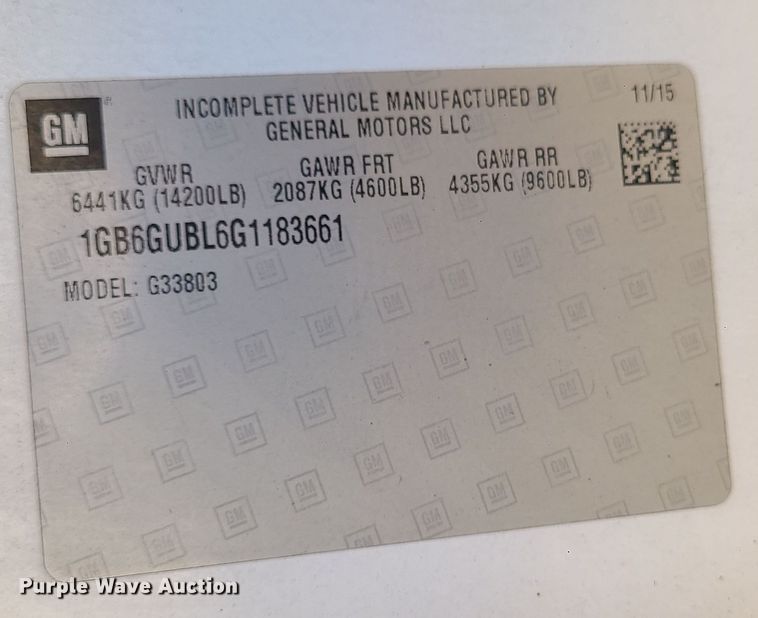 GM
INCOMPLETE VEHICLE MANUFACTURED BY
GENERAL MOTORS LLC
11/15
GVWR GAWR FRT GAWR RR
6441KG (14200LB) 2087KG (4600LB) 4355KG (9600LB)
1GB6GUBL6G1183661
MODEL: G33803
Purple Wave Auction